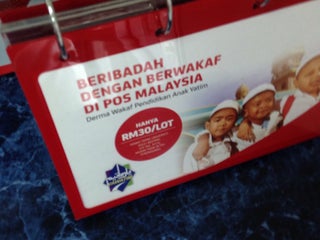 BERIBADAH
DENGAN BERWAKAF
DI POS MALAYSIA
Derma Wakaf Pendidikan Anak Yatim
HANYA
RM30/LOT